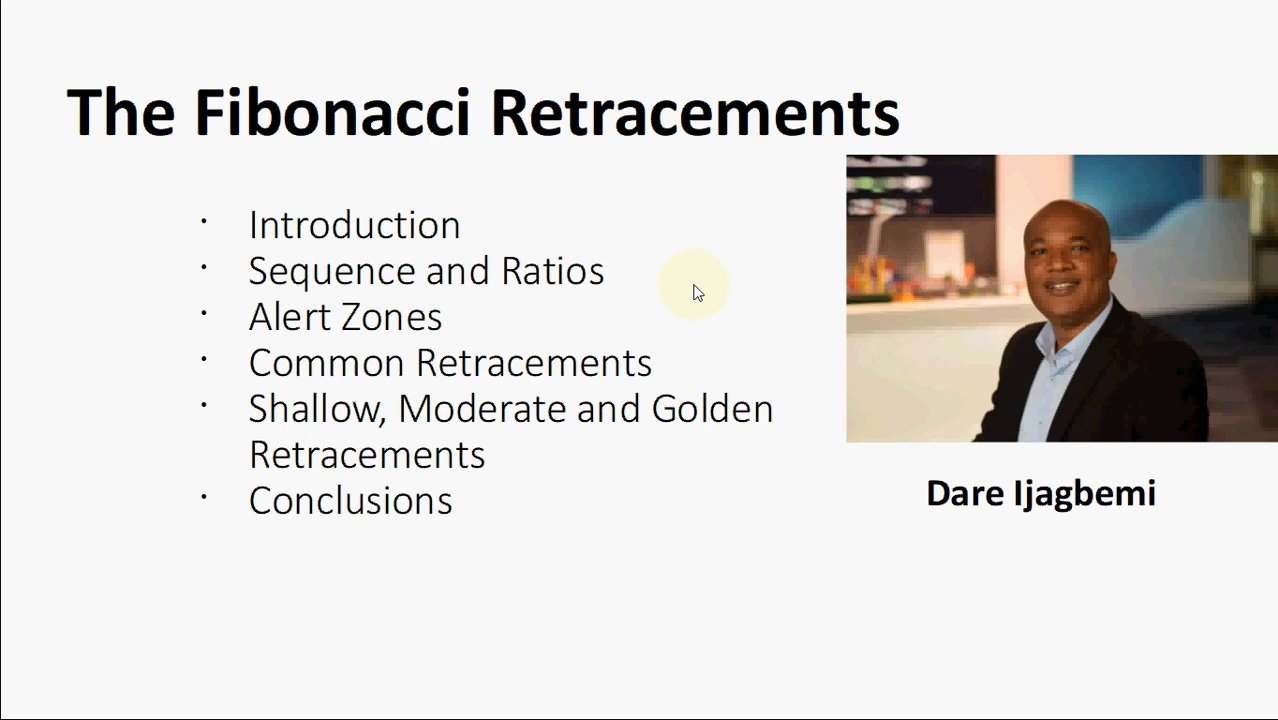 The Fibonacci Retracements
· Introduction
· Sequence and Ratios
· Alert Zones
· Common Retracements
· Shallow, Moderate and Golden
Retracements
· Conclusions
Dare Ijagbemi